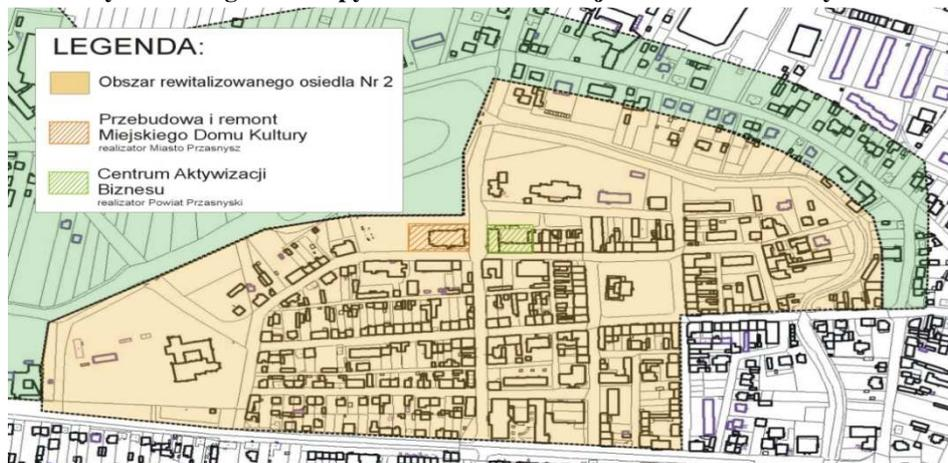 LEGENDA:
Obszar rewitalizowanego osiedla Nr 2
Przebudowa i remont
Miejskiego Domu Kultury
realizator Miasto Przasnysz
Centrum Aktywizacji
Biznesu
realizator Powiat Przasnyski